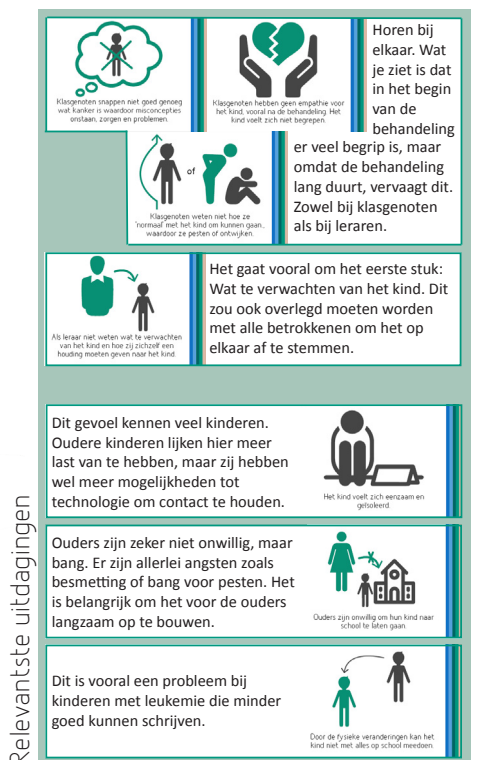 Klasgenoten snappen niet goed genoeg
wat kanker is waardoor misconcepties
onstaan, zorgen en problemen.
Klasgenoten hebben geen empathie voor
het kind, vooral na de behandeling. Het
kind voelt zich niet begrepen.
of
Klasgenoten weten niet hoe ze
'normaal' met het kind om kunnen gaan,
waardoor ze pesten of ontwijken.
Horen bij
elkaar. Wat
je ziet is dat
in het begin
van de
behandeling
er veel begrip is, maar
omdat de behandeling
lang duurt, vervaagt dit.
Zowel bij klasgenoten
als bij leraren.
Als leraar niet weten wat te verwachten
van het kind en hoe zij zichzelf een
houding moeten geven naar het kind.
Het gaat vooral om het eerste stuk:
Wat te verwachten van het kind. Dit
zou ook overlegd moeten worden
met alle betrokkenen om het op
elkaar af te stemmen.
Dit gevoel kennen veel kinderen.
Oudere kinderen lijken hier meer
last van te hebben, maar zij hebben
wel meer mogelijkheden tot
technologie om contact te houden.
Het kind voelt zich eenzaam en
geïsoleerd.
Ouders zijn zeker niet onwillig, maar
bang. Er zijn allerlei angsten zoals
besmetting of bang voor pesten. Het
is belangrijk om het voor de ouders
langzaam op te bouwen.
Ouders zijn onwillig om hun kind naar
school te laten gaan.
Dit is vooral een probleem bij
kinderen met leukemie die minder
goed kunnen schrijven.
Door de fysieke veranderingen kan het
kind niet met alles op school meedoen.
Relevantste uitdagingen